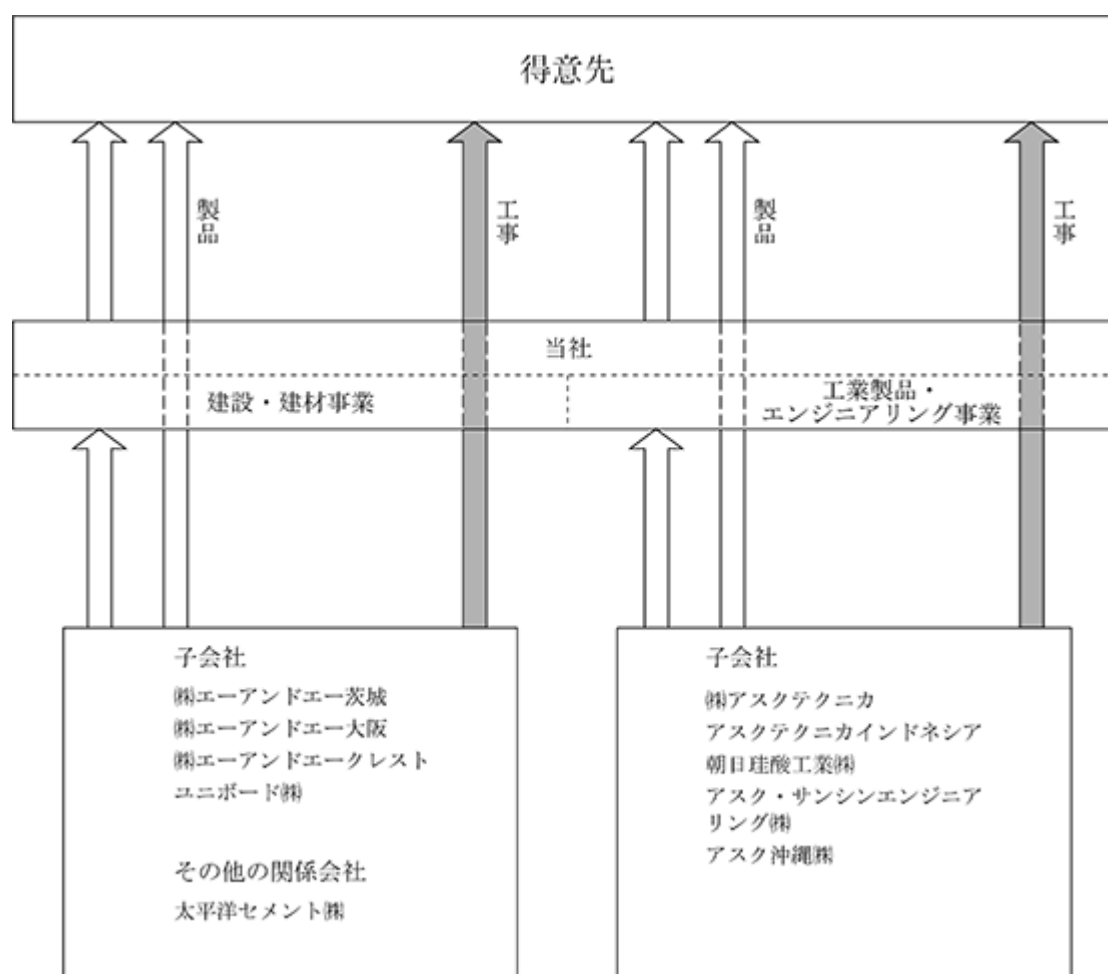 得意先
製品
工事
製品
工事
当社
建設・建材事業
工業製品・
エンジニアリング事業
子会社
㈱エーアンドエー茨城
㈱エーアンドエー大阪
㈱エーアンドエークレスト
ユニボード㈱
その他の関係会社
太平洋セメント㈱
子会社
㈱アスクテクニカ
アスクテクニカインドネシア
朝日珪酸工業㈱
アスク・サンシンエンジニア
リング㈱
アスク沖縄㈱